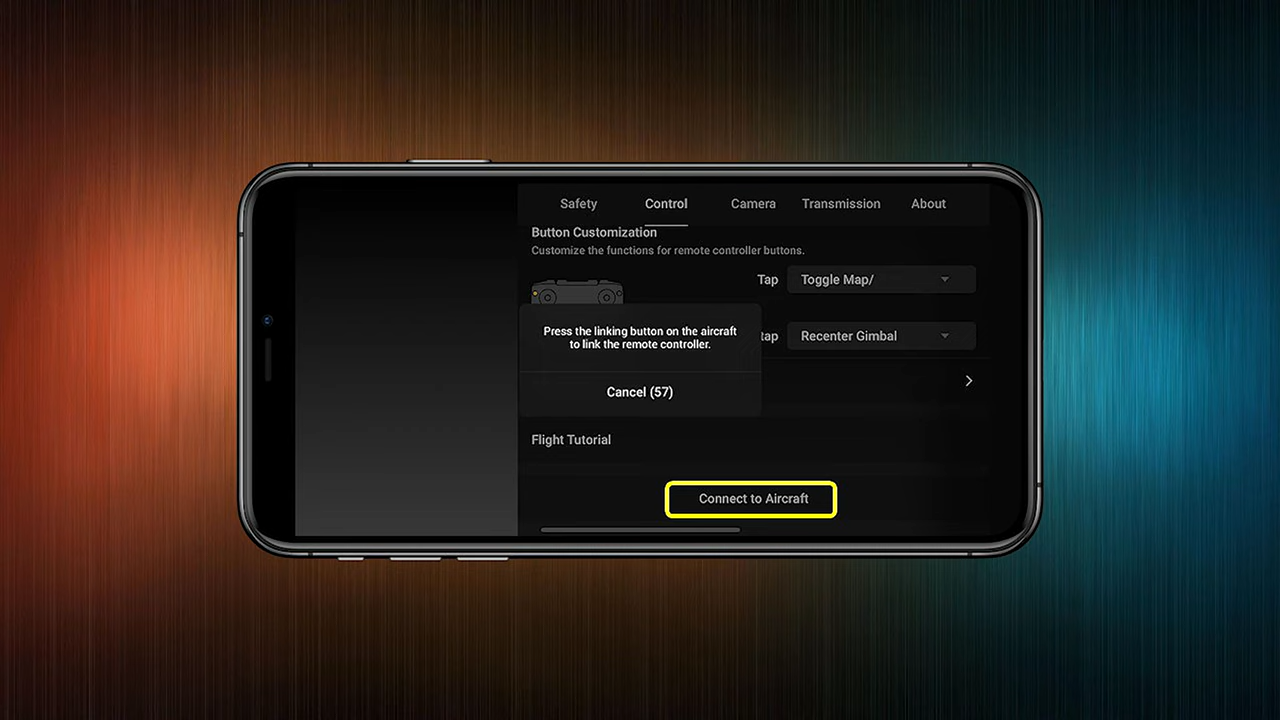 Safety Control Camera Transmission About
Button Customization
Customize the functions for remote controller buttons.
Tap Toggle Map/
Press the linking button on the aircraft
to link the remote controller.
tap Recenter Gimbal
Cancel (57)
Flight Tutorial
Connect to Aircraft